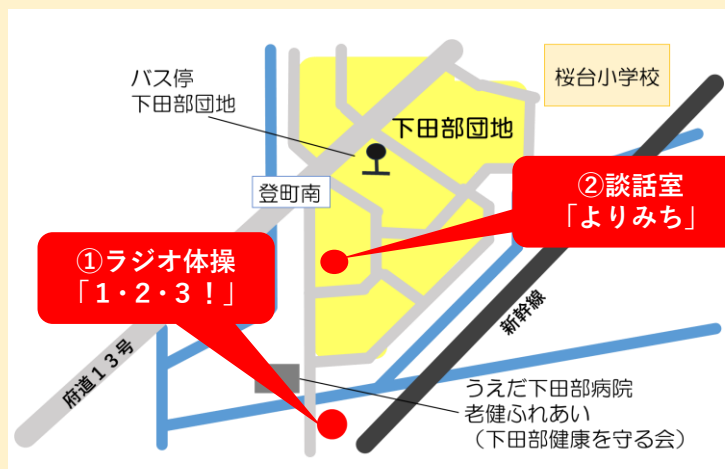 バス停
下田部団地
桜台小学校
下田部団地
登町南
②談話室
「よりみち」
①ラジオ体操
「1・2・3！」
新幹線
府道13号
うえだ下田部病院
老健ふれあい
（下田部健康を守る会）